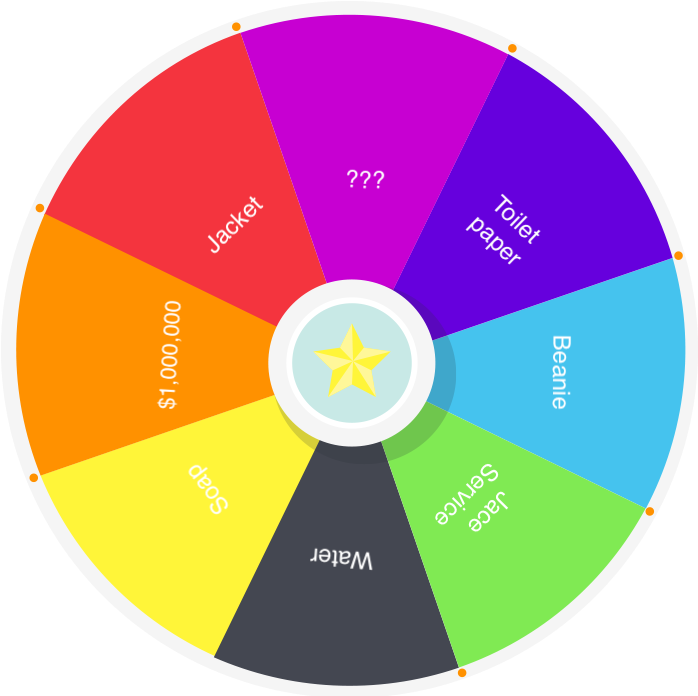 ???
Toilet
paper
Beanie
Jace
Service
Water
Soap
$1,000,000
Jacket